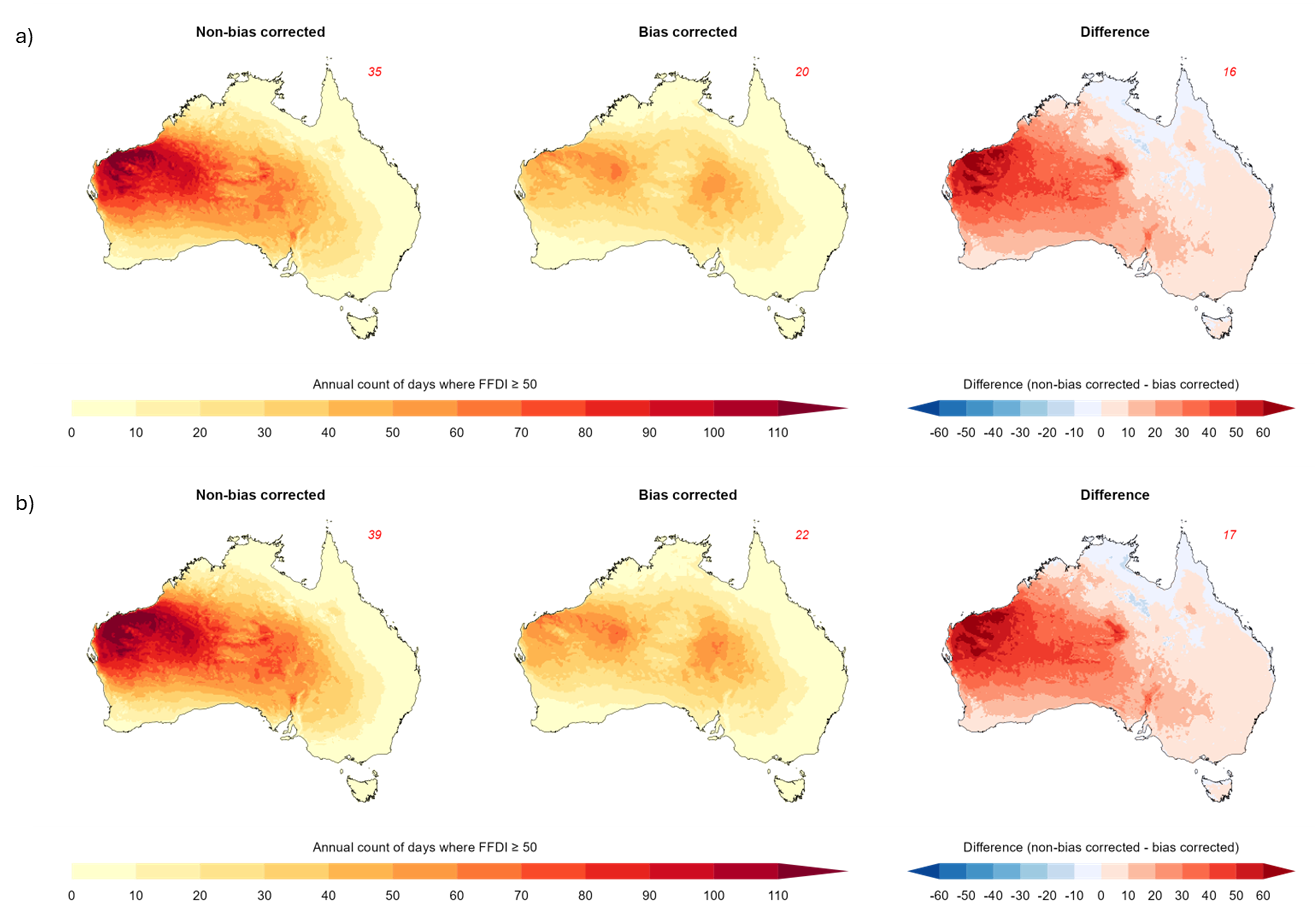 a)
Non-bias corrected
Bias corrected
Difference
35
20
16
Annual count of days where FFDI ≥ 50
Difference (non-bias corrected - bias corrected)
0 10 20 30 40 50 60 70 80 90 100 110
-60 -50 -40 -30 -20 -10 0 10 20 30 40 50 60
b)
Non-bias corrected
Bias corrected
Difference
39
22
17
Annual count of days where FFDI ≥ 50
Difference (non-bias corrected - bias corrected)
0 10 20 30 40 50 60 70 80 90 100 110
-60 -50 -40 -30 -20 -10 0 10 20 30 40 50 60